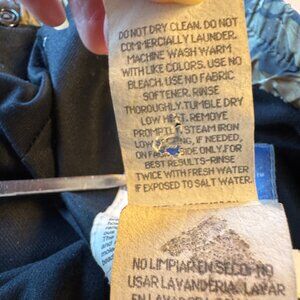 DO NOT DRY CLEAN. DO NOT
COMMERCIALLY LAUNDER.
MACHINE WASH WARM
WITH LIKE COLORS. USE NO
BLEACH. USE NO FABRIC
SOFTENER. RINSE
THOROUGHLY. TUMBLE DRY
LOW HEAT. REMOVE
PROMPTLY. STEAM IRON
LOW IF NEEDED
ON SIDE ONLY. FOR
BEST RESULTS-RINSE
TWICE WITH FRESH WATER
IF EXPOSED TO SALT WATER.
NO LIMPIAR EN SECO! NO
USAR LAVANDERIA. LAVAR
EN LAVADORA